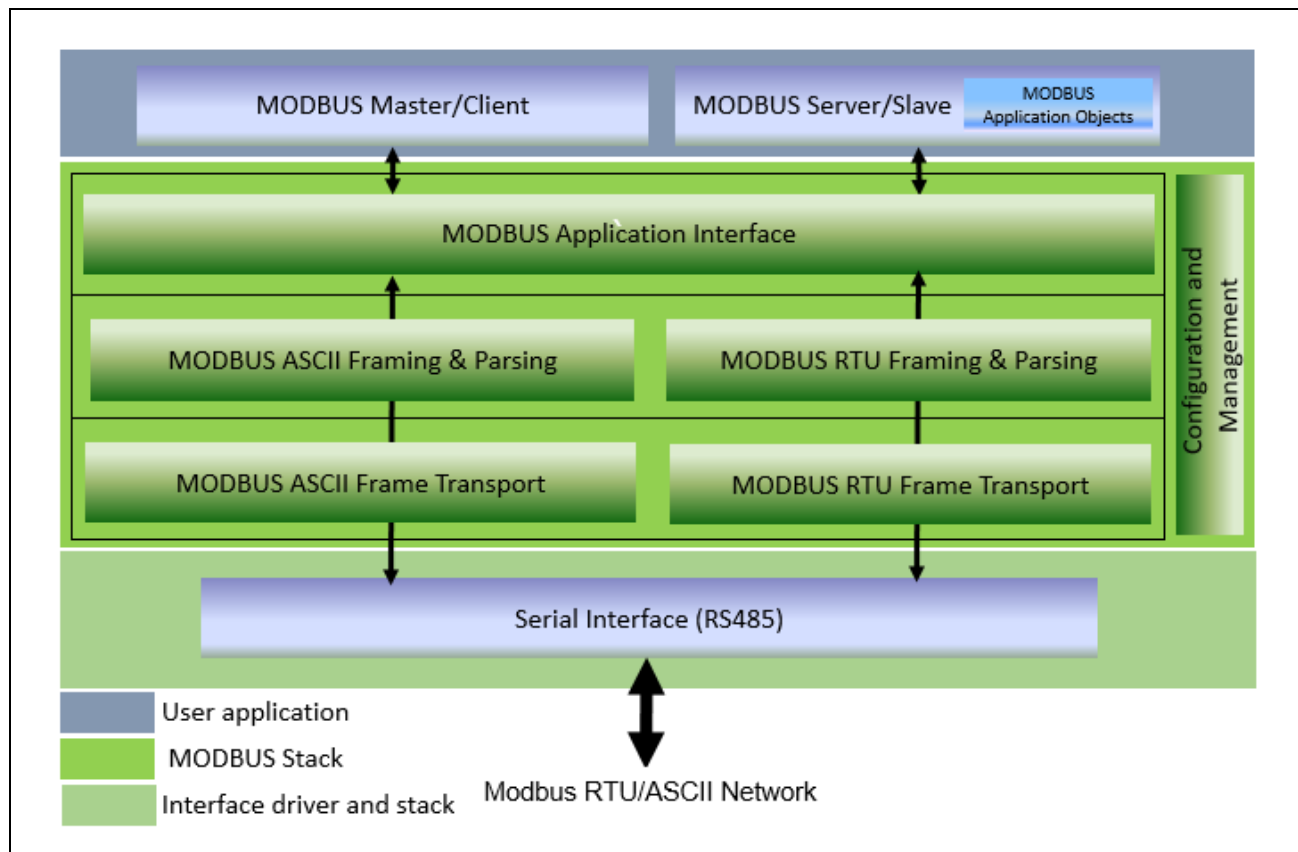 MODBUS Master/Client
MODBUS Server/Slave
MODBUS
Application Objects
MODBUS Application Interface
Configuration and
Management
MODBUS ASCII Framing & Parsing
MODBUS RTU Framing & Parsing
MODBUS ASCII Frame Transport
MODBUS RTU Frame Transport
Serial Interface (RS485)
User application
MODBUS Stack
Interface driver and stack
Modbus RTU/ASCII Network